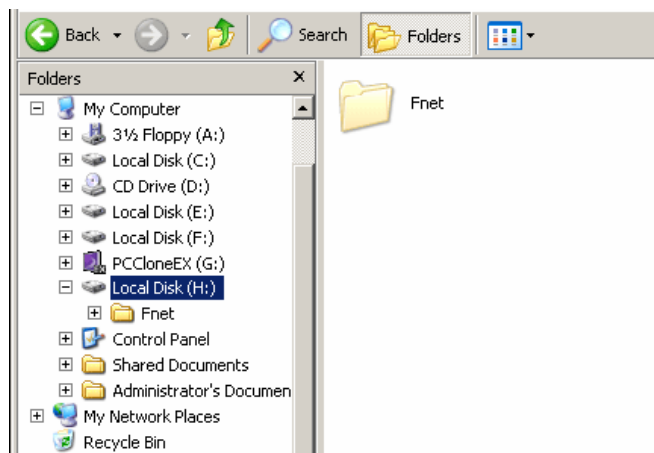 Back Search Folders
Folders
My Computer
3½ Floppy (A:)
Local Disk (C:)
CD Drive (D:)
Local Disk (E:)
Local Disk (F:)
PCCloneEX (G:)
Local Disk (H:)
Fnet
Control Panel
Shared Documents
Administrator's Documen
My Network Places
Recycle Bin
Fnet